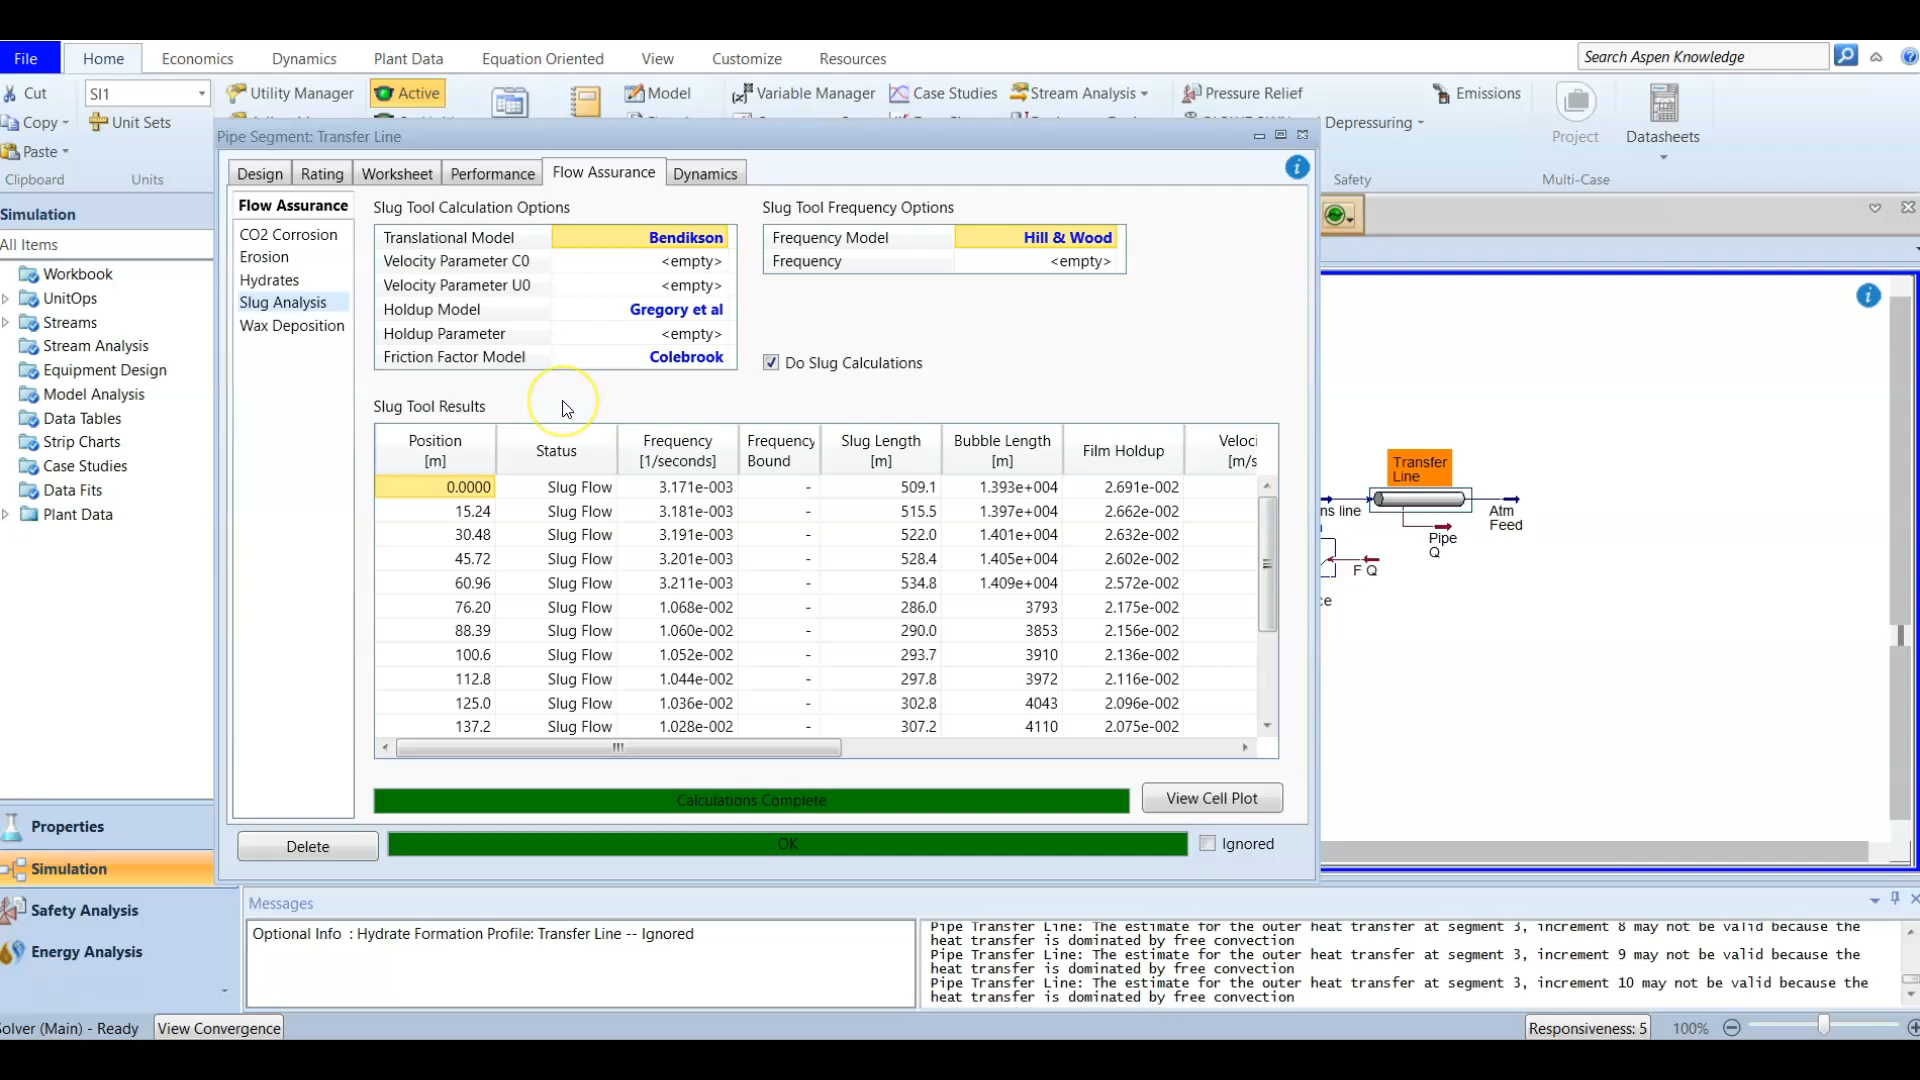 File Home Economics Dynamics Plant Data Equation Oriented View Customize Resources Search Aspen Knowledge
Cut SI1 Utility Manager Active Model Variable Manager Case Studies Stream Analysis Pressure Relief Emissions
Copy Unit Sets Depressuring Project Datasheets
Paste
Clipboard Units Safety Multi-Case
Pipe Segment: Transfer Line
Design Rating Worksheet Performance Flow Assurance Dynamics
Simulation
All Items
Workbook
UnitOps
Streams
Stream Analysis
Equipment Design
Model Analysis
Data Tables
Strip Charts
Case Studies
Data Fits
Plant Data
Properties
Simulation
Safety Analysis
Energy Analysis
Flow Assurance
CO2 Corrosion
Erosion
Hydrates
Slug Analysis
Wax Deposition
Slug Tool Calculation Options
Translational Model Bendikson
Velocity Parameter C0 <empty>
Velocity Parameter U0 <empty>
Holdup Model Gregory et al
Holdup Parameter <empty>
Friction Factor Model Colebrook
Slug Tool Frequency Options
Frequency Model Hill & Wood
Frequency <empty>
Do Slug Calculations
Slug Tool Results
Position [m] Status Frequency [1/seconds] Frequency Bound Slug Length [m] Bubble Length [m] Film Holdup Veloci [m/s
0.0000 Slug Flow 3.171e-003 - 509.1 1.393e+004 2.691e-002
15.24 Slug Flow 3.181e-003 - 515.5 1.397e+004 2.662e-002
30.48 Slug Flow 3.191e-003 - 522.0 1.401e+004 2.632e-002
45.72 Slug Flow 3.201e-003 - 528.4 1.405e+004 2.602e-002
60.96 Slug Flow 3.211e-003 - 534.8 1.409e+004 2.572e-002
76.20 Slug Flow 1.068e-002 - 286.0 3793 2.175e-002
88.39 Slug Flow 1.060e-002 - 290.0 3853 2.156e-002
100.6 Slug Flow 1.052e-002 - 293.7 3910 2.136e-002
112.8 Slug Flow 1.044e-002 - 297.8 3972 2.116e-002
125.0 Slug Flow 1.036e-002 - 302.8 4043 2.096e-002
137.2 Slug Flow 1.028e-002 - 307.2 4110 2.075e-002
Calculations Complete View Cell Plot
Delete OK Ignored
Transfer
Line
ns line
Atm
Feed
Pipe
Q
F Q
ce
Messages
Optional Info : Hydrate Formation Profile: Transfer Line -- Ignored
Pipe Transfer Line: The estimate for the outer heat transfer at segment 3, increment 8 may not be valid because the
heat transfer is dominated by free convection
Pipe Transfer Line: The estimate for the outer heat transfer at segment 3, increment 9 may not be valid because the
heat transfer is dominated by free convection
Pipe Transfer Line: The estimate for the outer heat transfer at segment 3, increment 10 may not be valid because the
heat transfer is dominated by free convection
Solver (Main) - Ready View Convergence Responsiveness: 5 100%